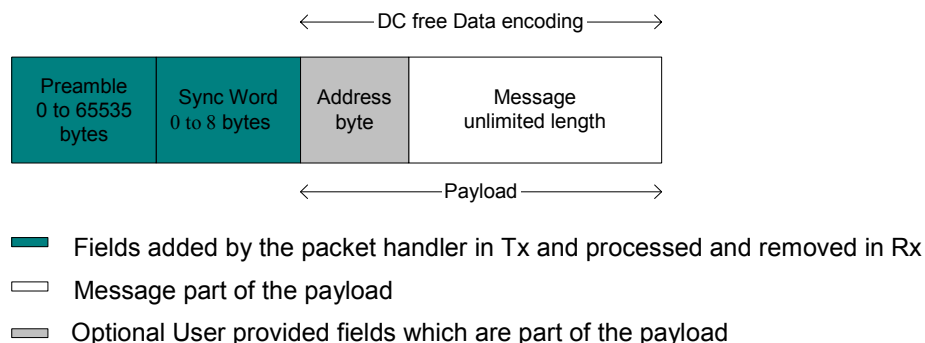 DC free Data encoding
Preamble
0 to 65535
bytes
Sync Word
0 to 8 bytes
Address
byte
Message
unlimited length
Payload
Fields added by the packet handler in Tx and processed and removed in Rx
Message part of the payload
Optional User provided fields which are part of the payload